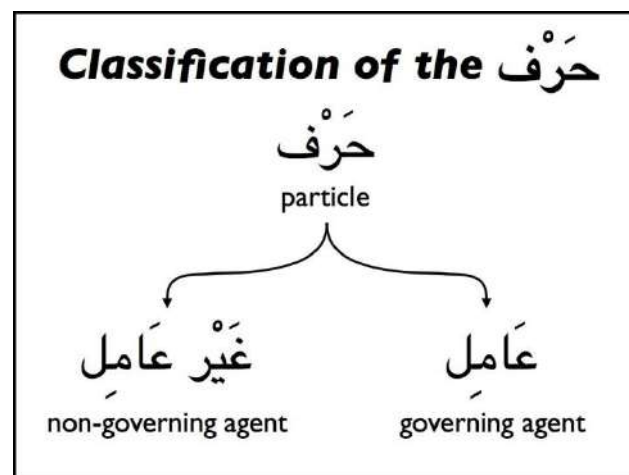 Classification of the حَرْف
حَرْف
particle
غَيْر عَامِل عَامِل
non-governing agent governing agent